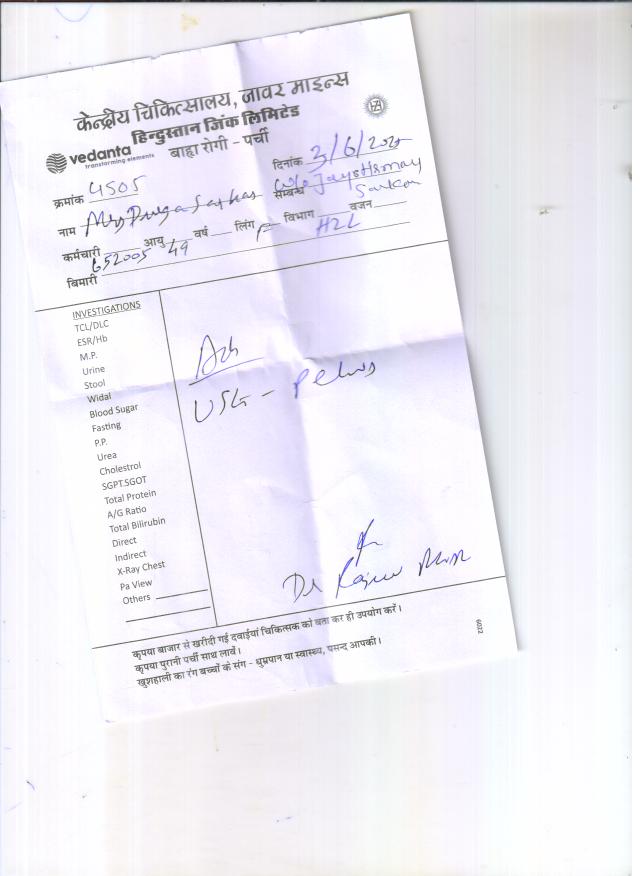 केन्द्रीय चिकित्सालय, जावर माइन्स
हिन्दुस्तान जिंक लिमिटेड
vedanta
transforming elements
बाह्य रोगी - पर्ची
दिनांक 3/6/2025
क्रमांक 4505
सम्बन्ध W/o
नाम Mrs Durga Sarkar Sarkar
कर्मचारी 652005 आयु 49 वर्ष लिंग F विभाग HZL वजन
बिमारी
INVESTIGATIONS
TCL/DLC
ESR/Hb
M.P.
Urine
Stool
Widal
Blood Sugar
Fasting
P.P.
Urea
Cholestrol
SGPT.SGOT
Total Protein
A/G Ratio
Total Bilirubin
Direct
Indirect
X-Ray Chest
Pa View
Others
Adv
USG - Pelvis
Dr
कृपया बाजार से खरीदी गई दवाईयां चिकित्सक को बता कर ही उपयोग करें।
कृपया पुरानी पर्ची साथ लावें।
खुशहाली का रंग बच्चों के संग - धुम्रपान या स्वास्थ्य, पसन्द आपकी।
6022